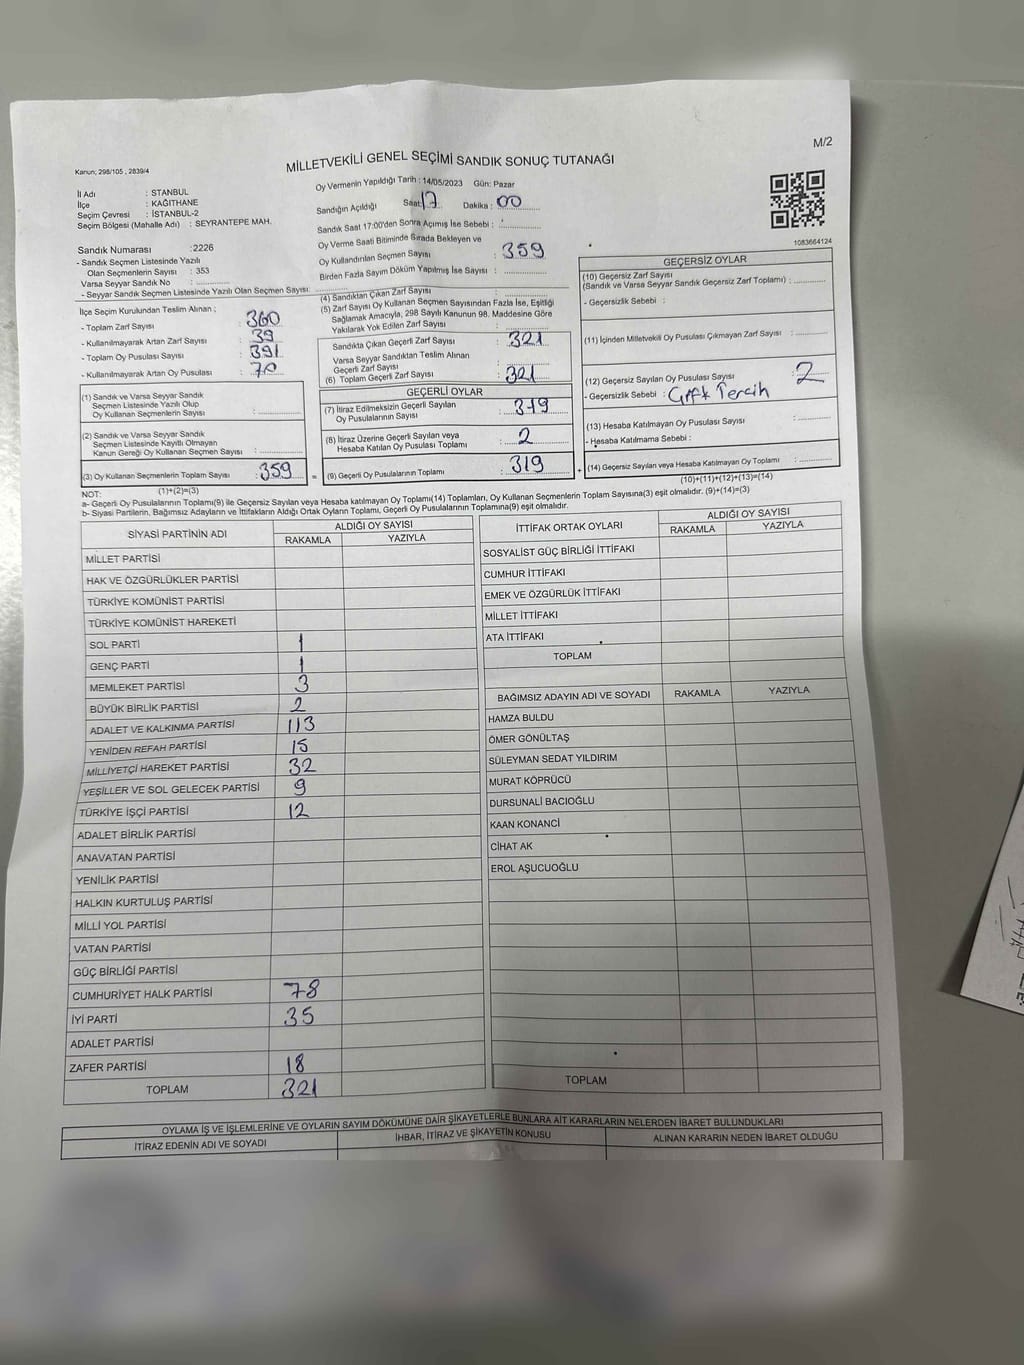 M/2
Kanun; 298/105 , 2839/4
MİLLETVEKİLİ GENEL SEÇİMİ SANDIK SONUÇ TUTANAĞI
İl Adı : STANBUL
İlçe : KAĞITHANE
Seçim Çevresi : İSTANBUL-2
Seçim Bölgesi (Mahalle Adı) : SEYRANTEPE MAH.
Sandık Numarası :2226
- Sandık Seçmen Listesinde Yazılı
Olan Seçmenlerin Sayısı : 353
Varsa Seyyar Sandık No :
- Seyyar Sandık Seçmen Listesinde Yazılı Olan Seçmen Sayısı:
İlçe Seçim Kurulundan Teslim Alınan ;
- Toplam Zarf Sayısı : 360
- Kullanılmayarak Artan Zarf Sayısı : 39
- Toplam Oy Pusulası Sayısı : 391
- Kullanılmayarak Artan Oy Pusulası : 70
(1) Sandık ve Varsa Seyyar Sandık
Seçmen Listesinde Yazılı Olup
Oy Kullanan Seçmenlerin Sayısı :
(2) Sandık ve Varsa Seyyar Sandık
Seçmen Listesinde Kayıtlı Olmayan
Kanun Gereği Oy Kullanan Seçmen Sayısı :
(3) Oy Kullanan Seçmenlerin Toplam Sayısı : 359 =
(1)+(2)=(3)
Oy Vermenin Yapıldığı Tarih : 14/05/2023 Gün: Pazar
Sandığın Açıldığı Saat: 17 Dakika : 00
Sandık Saat 17:00'den Sonra Açımış İse Sebebi :
Oy Verme Saati Bitiminde Sırada Bekleyen ve
Oy Kullandırılan Seçmen Sayısı : 359
Birden Fazla Sayım Döküm Yapılmış İse Sayısı :
(4) Sandıktan Çıkan Zarf Sayısı :
(5) Zarf Sayısı Oy Kullanan Seçmen Sayısından Fazla İse, Eşitliği
Sağlamak Amacıyla, 298 Sayılı Kanunun 98. Maddesine Göre
Yakılarak Yok Edilen Zarf Sayısı :
Sandıkta Çıkan Geçerli Zarf Sayısı : 321
Varsa Seyyar Sandıktan Teslim Alınan
Geçerli Zarf Sayısı :
(6) Toplam Geçerli Zarf Sayısı : 321
GEÇERLİ OYLAR
(7) İtiraz Edilmeksizin Geçerli Sayılan
Oy Pusulalarının Sayısı : 319
(8) İtiraz Üzerine Geçerli Sayılan veya
Hesaba Katılan Oy Pusulası Toplamı : 2
(9) Geçerli Oy Pusulalarının Toplamı : 319 +
1083664124
GEÇERSİZ OYLAR
(10) Geçersiz Zarf Sayısı
(Sandık ve Varsa Seyyar Sandık Geçersiz Zarf Toplamı) :
- Geçersizlik Sebebi :
(11) İçinden Milletvekili Oy Pusulası Çıkmayan Zarf Sayısı :
(12) Geçersiz Sayılan Oy Pusulası Sayısı : 2
- Geçersizlik Sebebi : Çift Tercih
(13) Hesaba Katılmayan Oy Pusulası Sayısı :
- Hesaba Katılmama Sebebi :
(14) Geçersiz Sayılan veya Hesaba Katılmayan Oy Toplamı :
(10)+(11)+(12)+(13)=(14)
NOT:
a- Geçerli Oy Pusulalarının Toplamı(9) ile Geçersiz Sayılan veya Hesaba katılmayan Oy Toplamı(14) Toplamları, Oy Kullanan Seçmenlerin Toplam Sayısına(3) eşit olmalıdır. (9)+(14)=(3)
b- Siyasi Partilerin, Bağımsız Adayların ve İttifakların Aldığı Ortak Oyların Toplamı, Geçerli Oy Pusulalarının Toplamına(9) eşit olmalıdır.
SİYASİ PARTİNİN ADI ALDIĞI OY SAYISI
RAKAMLA YAZIYLA
MİLLET PARTİSİ
HAK VE ÖZGÜRLÜKLER PARTİSİ
TÜRKİYE KOMÜNİST PARTİSİ
TÜRKİYE KOMÜNİST HAREKETİ
SOL PARTİ 1
GENÇ PARTİ 1
MEMLEKET PARTİSİ 3
BÜYÜK BİRLİK PARTİSİ 2
ADALET VE KALKINMA PARTİSİ 113
YENİDEN REFAH PARTİSİ 15
MİLLİYETÇİ HAREKET PARTİSİ 32
YEŞİLLER VE SOL GELECEK PARTİSİ 9
TÜRKİYE İŞÇİ PARTİSİ 12
ADALET BİRLİK PARTİSİ
ANAVATAN PARTİSİ
YENİLİK PARTİSİ
HALKIN KURTULUŞ PARTİSİ
MİLLİ YOL PARTİSİ
VATAN PARTİSİ
GÜÇ BİRLİĞİ PARTİSİ
CUMHURİYET HALK PARTİSİ 78
İYİ PARTİ 35
ADALET PARTİSİ
ZAFER PARTİSİ 18
TOPLAM 321
İTTİFAK ORTAK OYLARI ALDIĞI OY SAYISI
RAKAMLA YAZIYLA
SOSYALİST GÜÇ BİRLİĞİ İTTİFAKI
CUMHUR İTTİFAKI
EMEK VE ÖZGÜRLÜK İTTİFAKI
MİLLET İTTİFAKI
ATA İTTİFAKI
TOPLAM
BAĞIMSIZ ADAYIN ADI VE SOYADI RAKAMLA YAZIYLA
HAMZA BULDU
ÖMER GÖNÜLTAŞ
SÜLEYMAN SEDAT YILDIRIM
MURAT KÖPRÜCÜ
DURSUNALİ BACIOĞLU
KAAN KONANCİ
CİHAT AK
EROL AŞUCUOĞLU
TOPLAM
OYLAMA İŞ VE İŞLEMLERİNE VE OYLARIN SAYIM DÖKÜMÜNE DAİR ŞİKAYETLERLE BUNLARA AİT KARARLARIN NELERDEN İBARET BULUNDUKLARI
İTİRAZ EDENİN ADI VE SOYADI İHBAR, İTİRAZ VE ŞİKAYETİN KONUSU ALINAN KARARIN NEDEN İBARET OLDUĞU